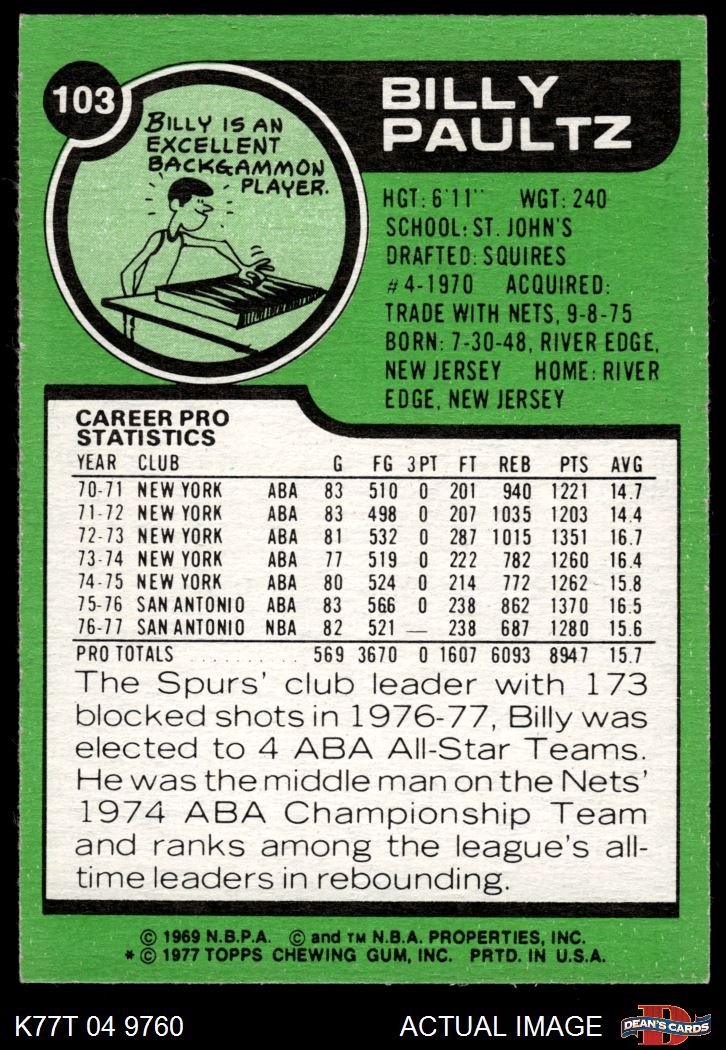 103
BILLY IS AN
EXCELLENT
BACKGAMMON
PLAYER.
BILLY
PAULTZ
HGT: 6'11" WGT: 240
SCHOOL: ST. JOHN'S
DRAFTED: SQUIRES
#4-1970 ACQUIRED:
TRADE WITH NETS, 9-8-75
BORN: 7-30-48, RIVER EDGE,
NEW JERSEY HOME: RIVER
EDGE, NEW JERSEY
CAREER PRO
STATISTICS
YEAR CLUB G FG 3PT FT REB PTS AVG
70-71 NEW YORK ABA 83 510 0 201 940 1221 14.7
71-72 NEW YORK ABA 83 498 0 207 1035 1203 14.4
72-73 NEW YORK ABA 81 532 0 287 1015 1351 16.7
73-74 NEW YORK ABA 77 519 0 222 782 1260 16.4
74-75 NEW YORK ABA 80 524 0 214 772 1262 15.8
75-76 SAN ANTONIO ABA 83 566 0 238 862 1370 16.5
76-77 SAN ANTONIO NBA 82 521 — 238 687 1280 15.6
PRO TOTALS . . . . . . . . . . 569 3670 0 1607 6093 8947 15.7
The Spurs' club leader with 173
blocked shots in 1976-77, Billy was
elected to 4 ABA All-Star Teams.
He was the middle man on the Nets'
1974 ABA Championship Team
and ranks among the league's all-
time leaders in rebounding.
© 1969 N.B.P.A. © and TM N.B.A. PROPERTIES, INC.
* © 1977 TOPPS CHEWING GUM, INC. PRTD. IN U.S.A.
K77T 04 9760 ACTUAL IMAGE
D
DEAN'S CARDS